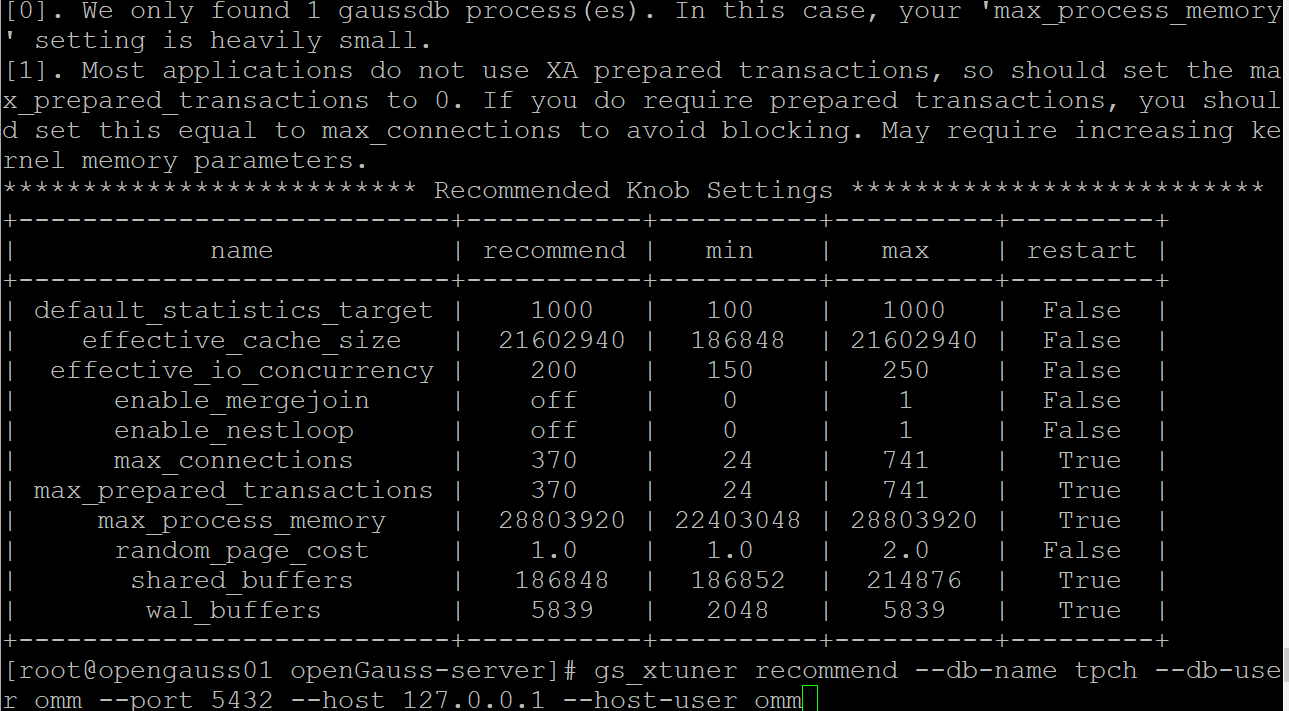 [0]. We only found 1 gaussdb process(es). In this case, your 'max_process_memory
' setting is heavily small.
[1]. Most applications do not use XA prepared transactions, so should set the ma
x_prepared_transactions to 0. If you do require prepared transactions, you shoul
d set this equal to max_connections to avoid blocking. May require increasing ke
rnel memory parameters.
************************** Recommended Knob Settings **************************
+---------------------------+-----------+----------+----------+---------+
|            name           | recommend |   min    |   max    | restart |
+---------------------------+-----------+----------+----------+---------+
| default_statistics_target |    1000   |   100    |   1000   |  False  |
|    effective_cache_size   |  21602940 |  186848  | 21602940 |  False  |
|  effective_io_concurrency |    200    |   150    |   250    |  False  |
|      enable_mergejoin     |    off    |    0     |    1     |  False  |
|      enable_nestloop      |    off    |    0     |    1     |  False  |
|      max_connections      |    370    |    24    |   741    |   True  |
| max_prepared_transactions |    370    |    24    |   741    |   True  |
|     max_process_memory    |  28803920 | 22403048 | 28803920 |   True  |
|      random_page_cost     |    1.0    |   1.0    |   2.0    |  False  |
|       shared_buffers      |   186848  |  186852  |  214876  |   True  |
|        wal_buffers        |    5839   |   2048   |   5839   |   True  |
+---------------------------+-----------+----------+----------+---------+
[root@opengauss01 openGauss-server]# gs_xtuner recommend --db-name tpch --db-use
r omm --port 5432 --host 127.0.0.1 --host-user omm